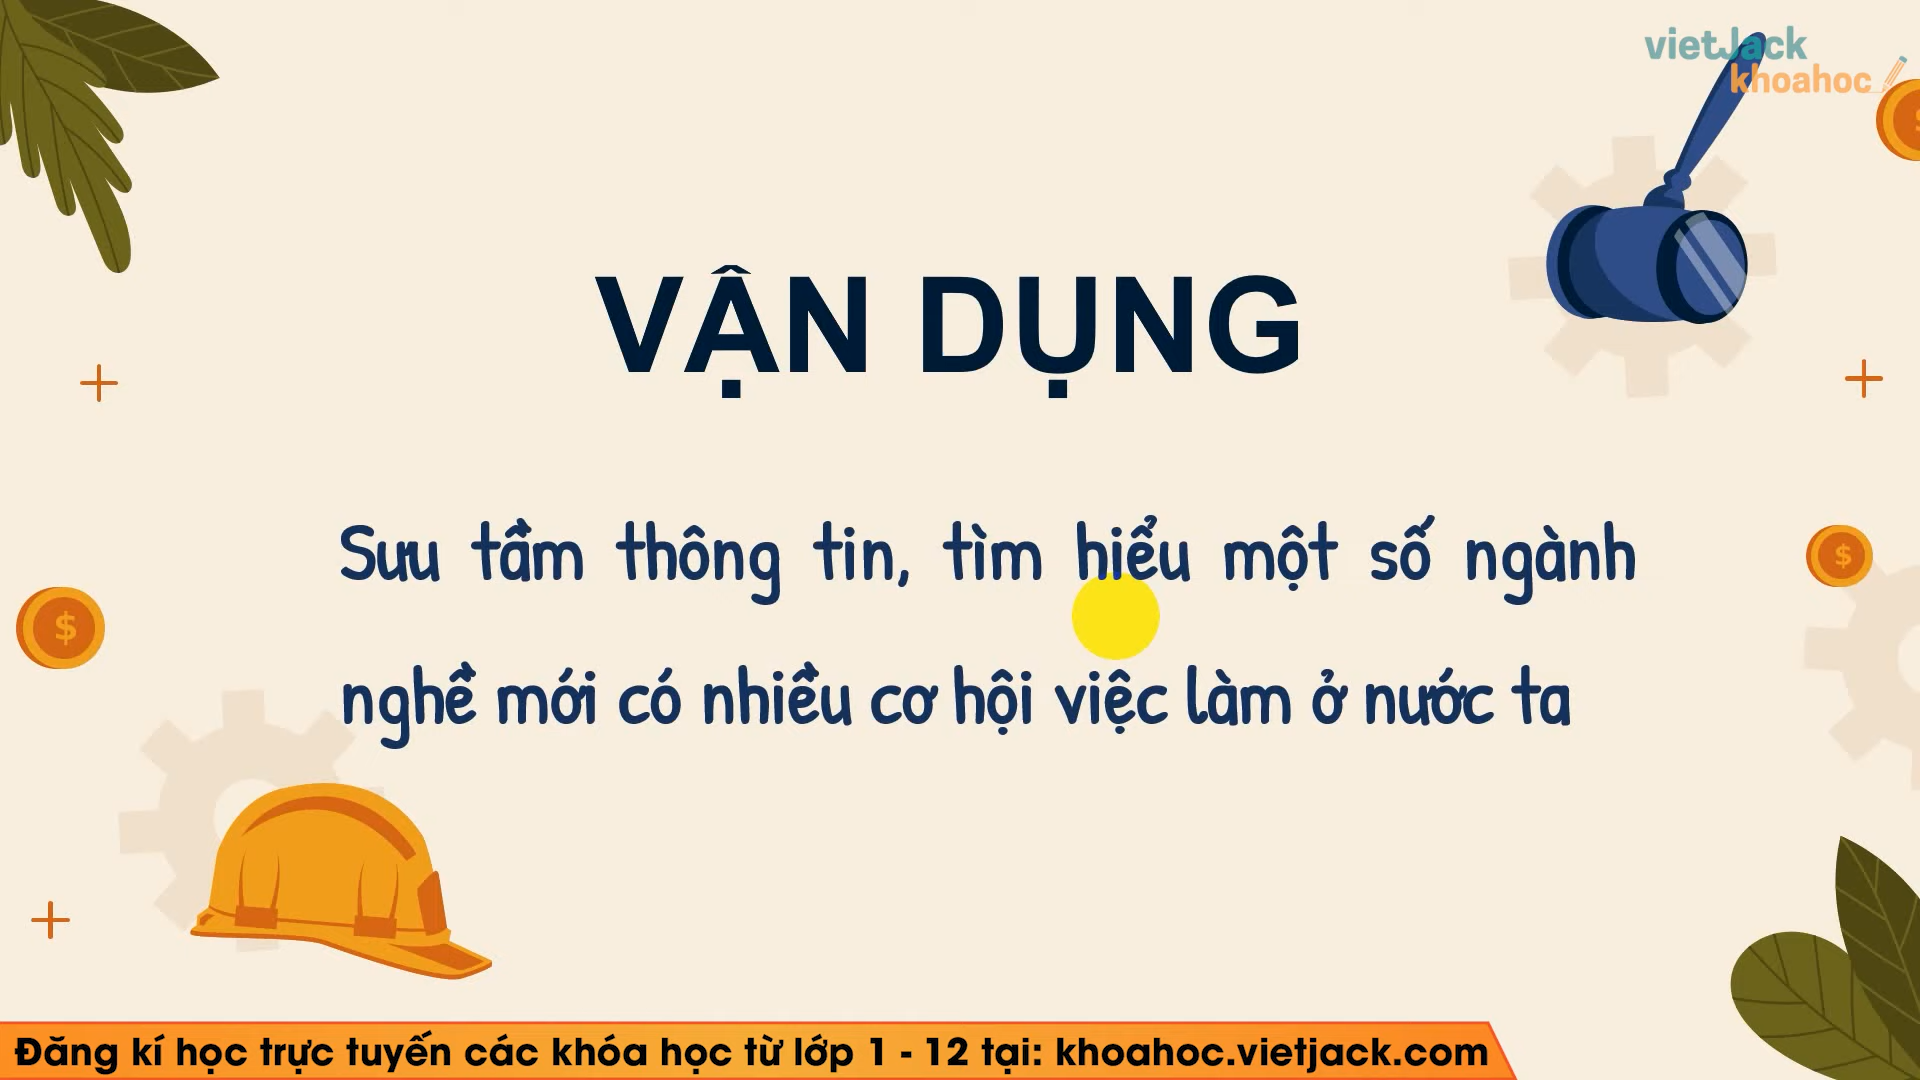 vietJack
khoahoc
VẬN DỤNG
Sưu tầm thông tin, tìm hiểu một số ngành
nghề mới có nhiều cơ hội việc làm ở nước ta
$
$
Đăng kí học trực tuyến các khóa học từ lớp 1 - 12 tại: khoahoc.vietjack.com